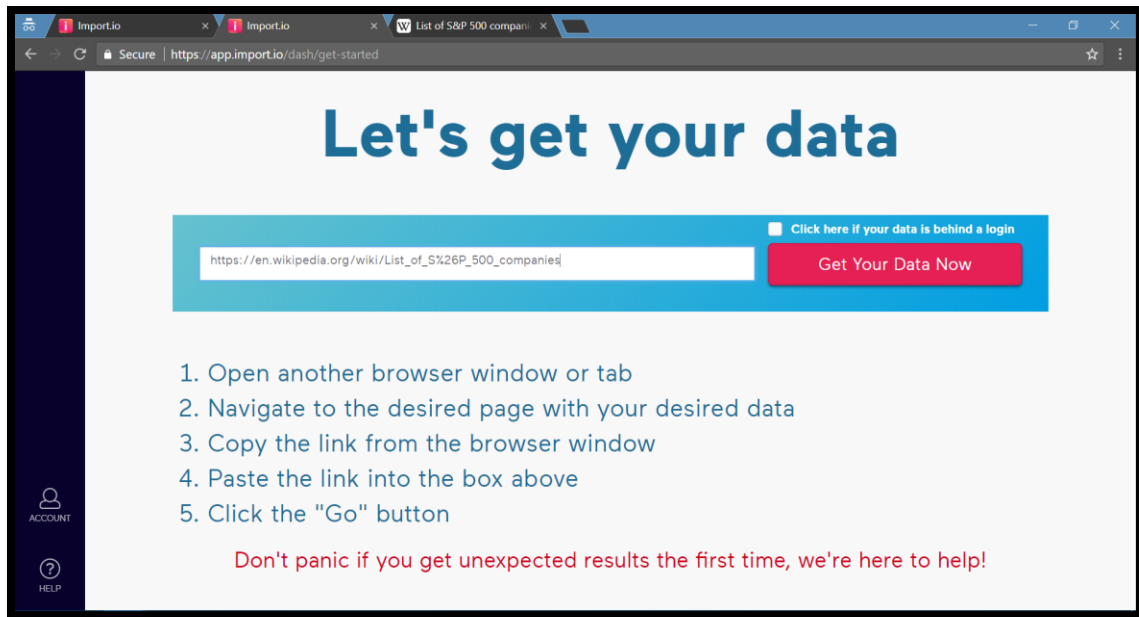 Import.io
Import.io
List of S&P 500 compani
Secure | https://app.import.io/dash/get-started
Let's get your data
Click here if your data is behind a login
https://en.wikipedia.org/wiki/List_of_S%26P_500_companies
Get Your Data Now
1. Open another browser window or tab
2. Navigate to the desired page with your desired data
3. Copy the link from the browser window
4. Paste the link into the box above
5. Click the "Go" button
Don't panic if you get unexpected results the first time, we're here to help!
ACCOUNT
HELP